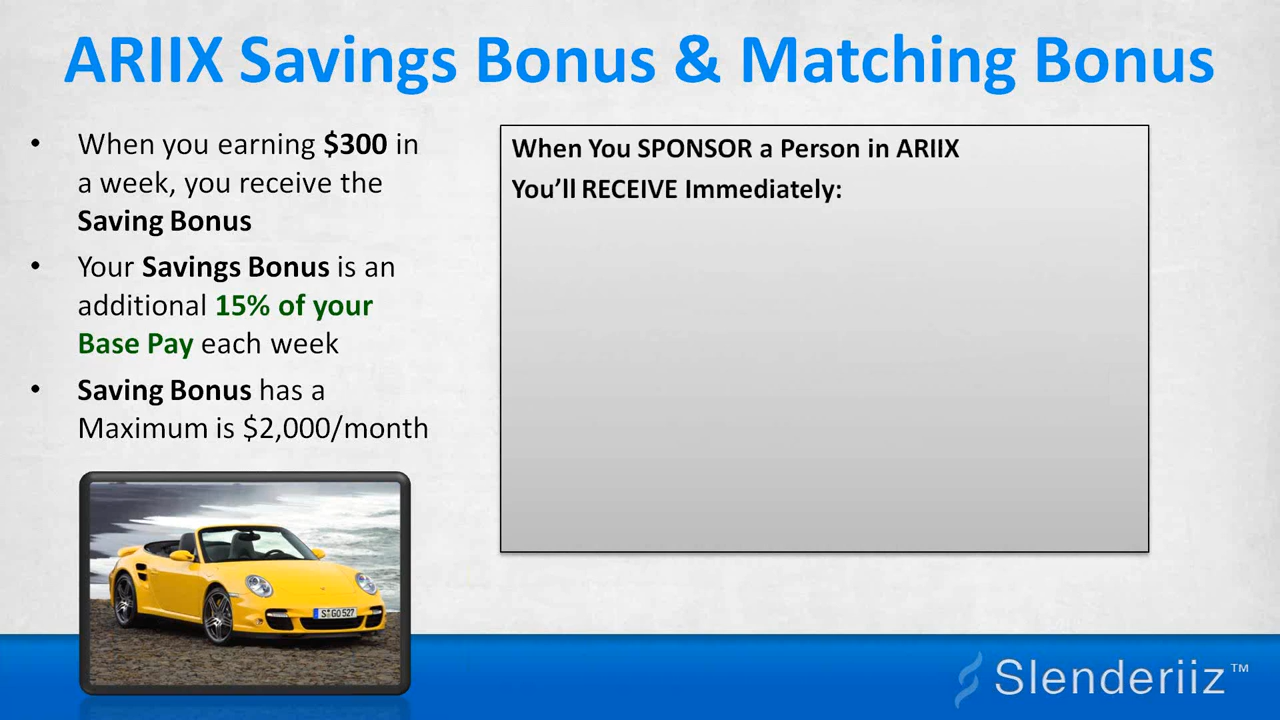 ARIIX Savings Bonus & Matching Bonus
• When you earning $300 in
a week, you receive the
Saving Bonus
• Your Savings Bonus is an
additional 15% of your
Base Pay each week
• Saving Bonus has a
Maximum is $2,000/month
When You SPONSOR a Person in ARIIX
You’ll RECEIVE Immediately:
S GO 527
Slenderiiz™